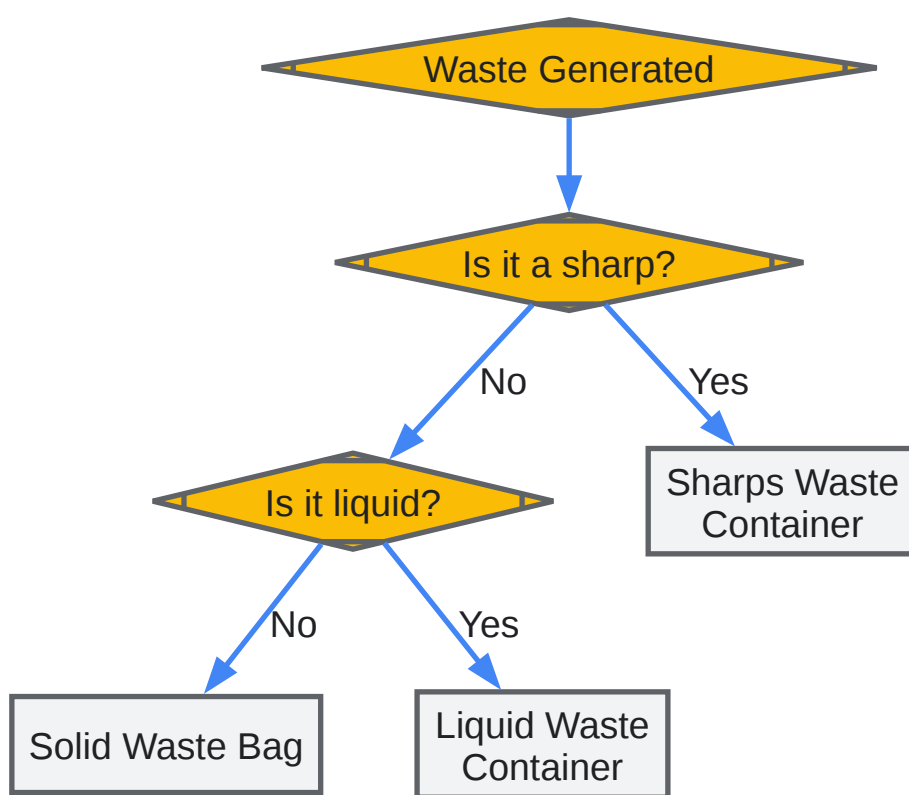 Waste Generated
Is it a sharp?
No
Yes
Is it liquid?
Sharps Waste
Container
No
Yes
Solid Waste Bag
Liquid Waste
Container